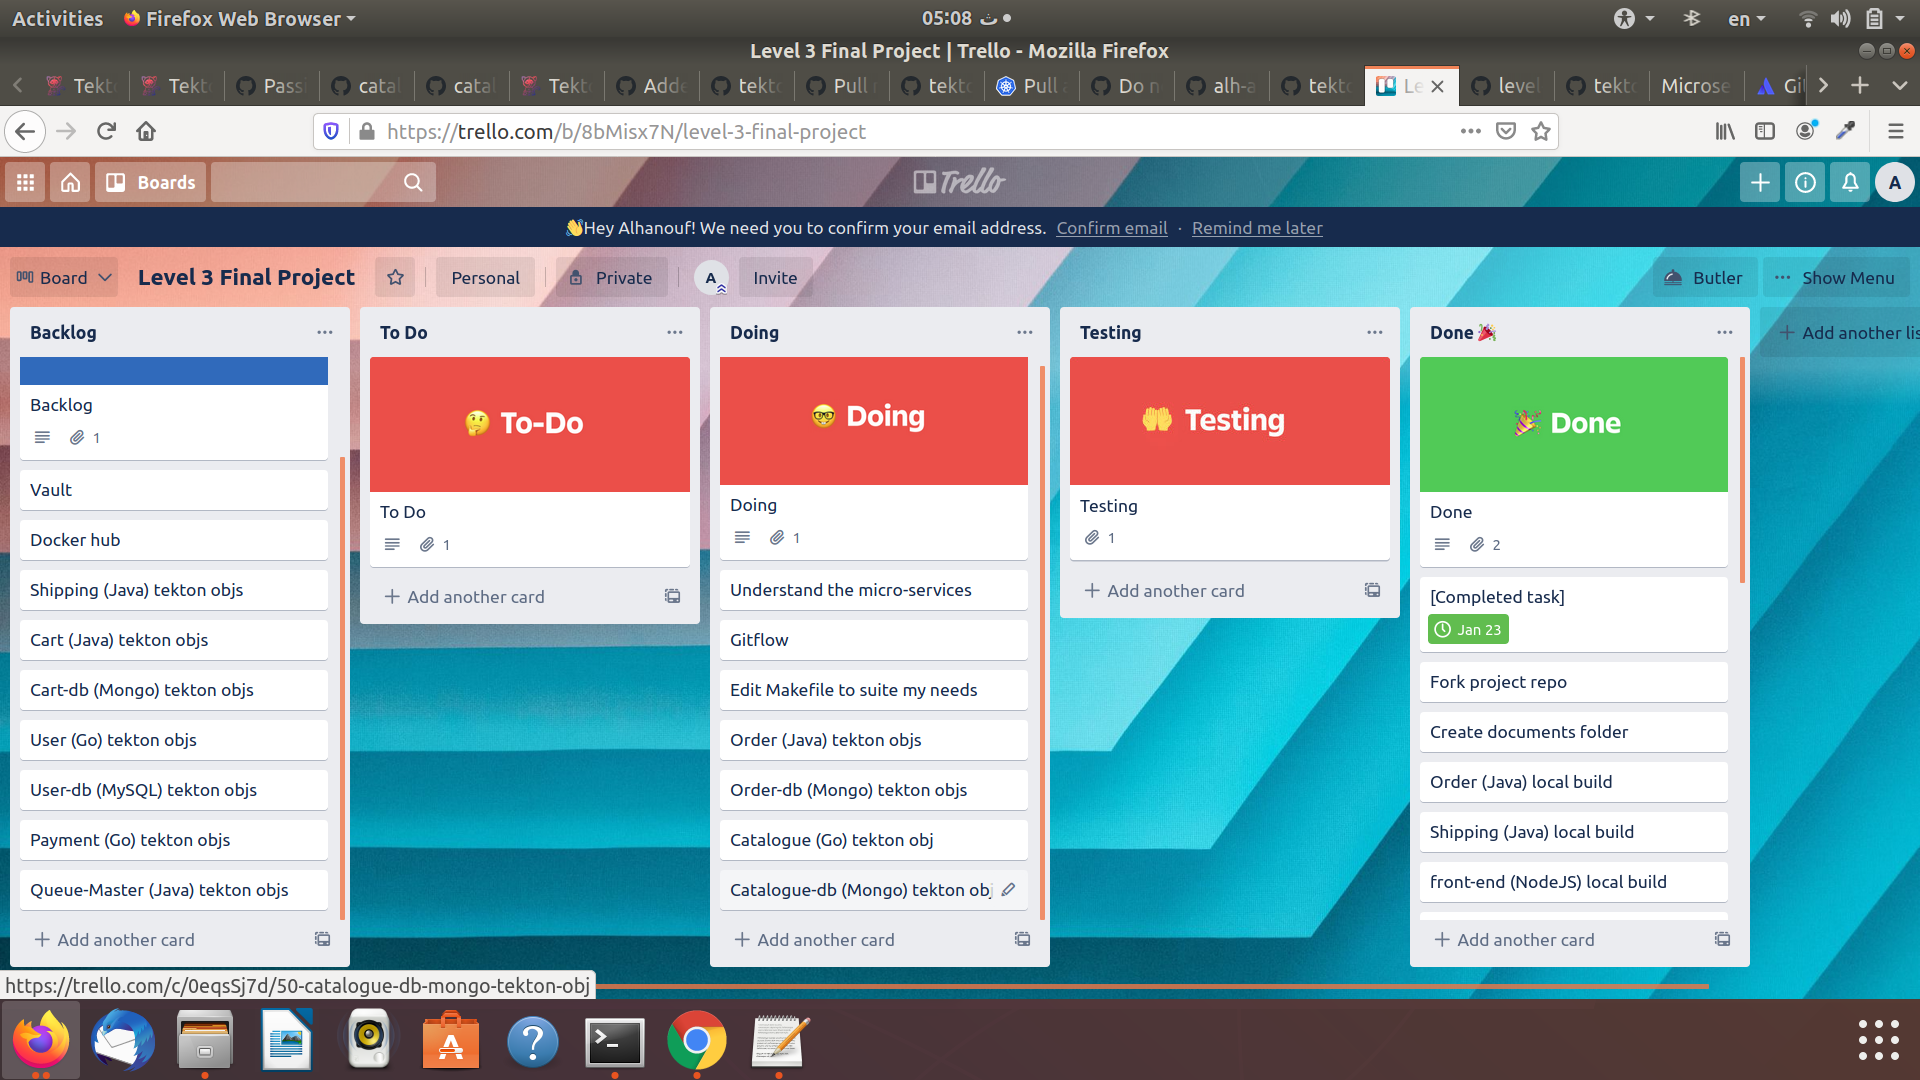 Activities
Firefox Web Browser
05:08 ث
en
Level 3 Final Project | Trello - Mozilla Firefox
Tekt
Tekt
Passi
catal
catal
Tekt
Adde
tekto
Pull r
tekto
Pull a
Do n
alh-a
tekto
Le
level
tekto
Microse
Git
https://trello.com/b/8bMisx7N/level-3-final-project
Boards
Trello
A
👋Hey Alhanouf! We need you to confirm your email address. Confirm email · Remind me later
Board
Level 3 Final Project
Personal
Private
A
Invite
Butler
Show Menu
Backlog
Backlog
1
Vault
Docker hub
Shipping (Java) tekton objs
Cart (Java) tekton objs
Cart-db (Mongo) tekton objs
User (Go) tekton objs
User-db (MySQL) tekton objs
Payment (Go) tekton objs
Queue-Master (Java) tekton objs
Add another card
To Do
🤔 To-Do
To Do
1
Add another card
Doing
🤓 Doing
Doing
1
Understand the micro-services
Gitflow
Edit Makefile to suite my needs
Order (Java) tekton objs
Order-db (Mongo) tekton objs
Catalogue (Go) tekton obj
Catalogue-db (Mongo) tekton obj
Add another card
Testing
🤲 Testing
Testing
1
Add another card
Done 🎉
🎉 Done
Done
2
[Completed task]
Jan 23
Fork project repo
Create documents folder
Order (Java) local build
Shipping (Java) local build
front-end (NodeJS) local build
Add another card
Add another lis
https://trello.com/c/0eqsSj7d/50-catalogue-db-mongo-tekton-obj